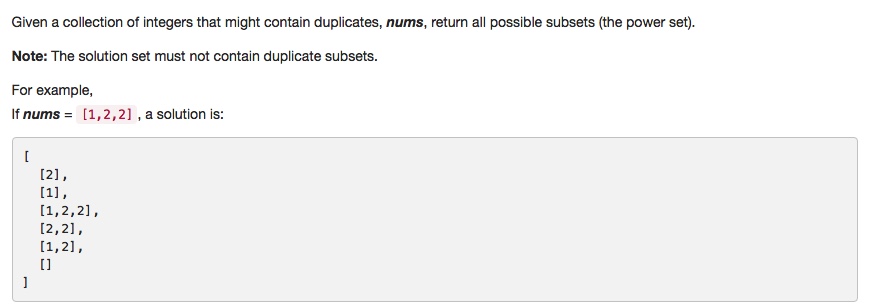 Given a collection of integers that might contain duplicates, nums, return all possible subsets (the power set).
Note: The solution set must not contain duplicate subsets.
For example,
If nums = [1,2,2], a solution is:
[
  [2],
  [1],
  [1,2,2],
  [2,2],
  [1,2],
  []
]